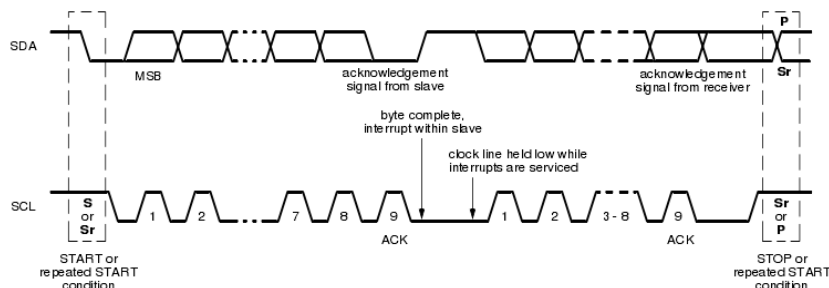 SDA
MSB
acknowledgement
signal from slave
acknowledgement
signal from receiver
P
Sr
byte complete,
interrupt within slave
clock line held low while
interrupts are serviced
SCL
S
or
Sr
1
2
7
8
9
1
2
3 - 8
9
Sr
or
P
ACK
ACK
START or
repeated START
condition
STOP or
repeated START
condition